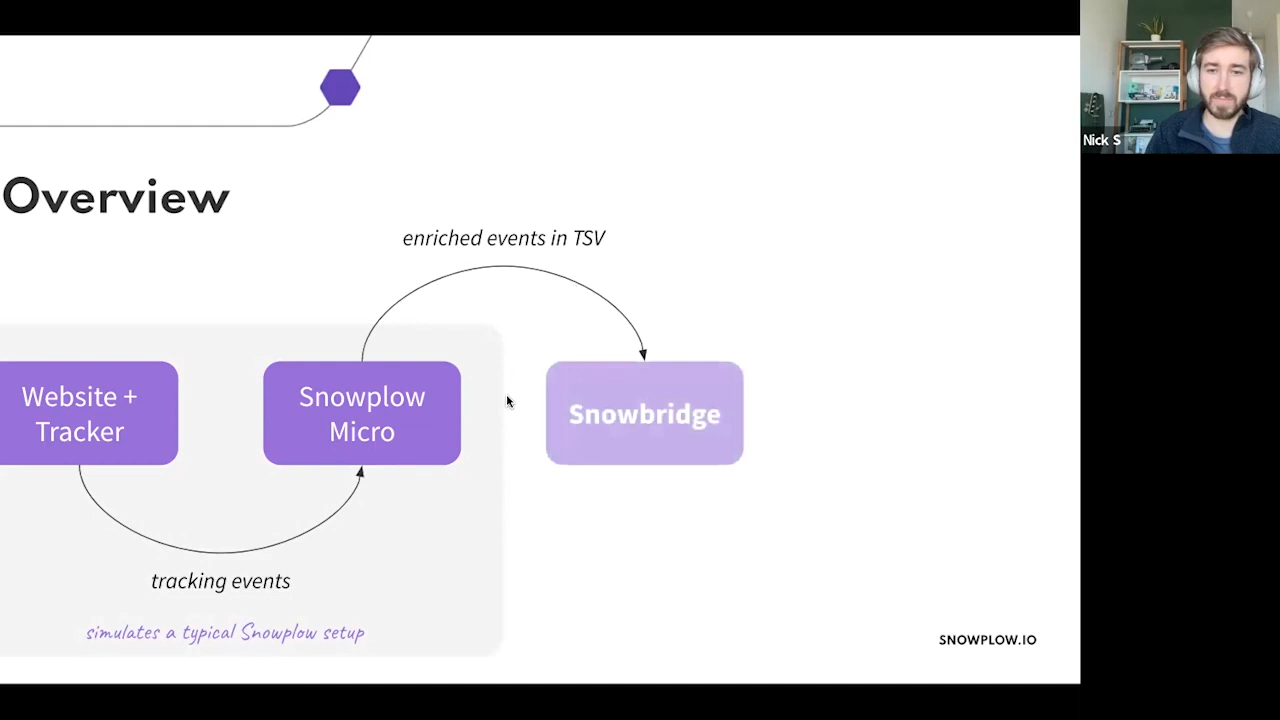 Nick S
Overview
enriched events in TSV
Website +
Tracker
Snowplow
Micro
Snowbridge
tracking events
simulates a typical Snowplow setup
SNOWPLOW.IO